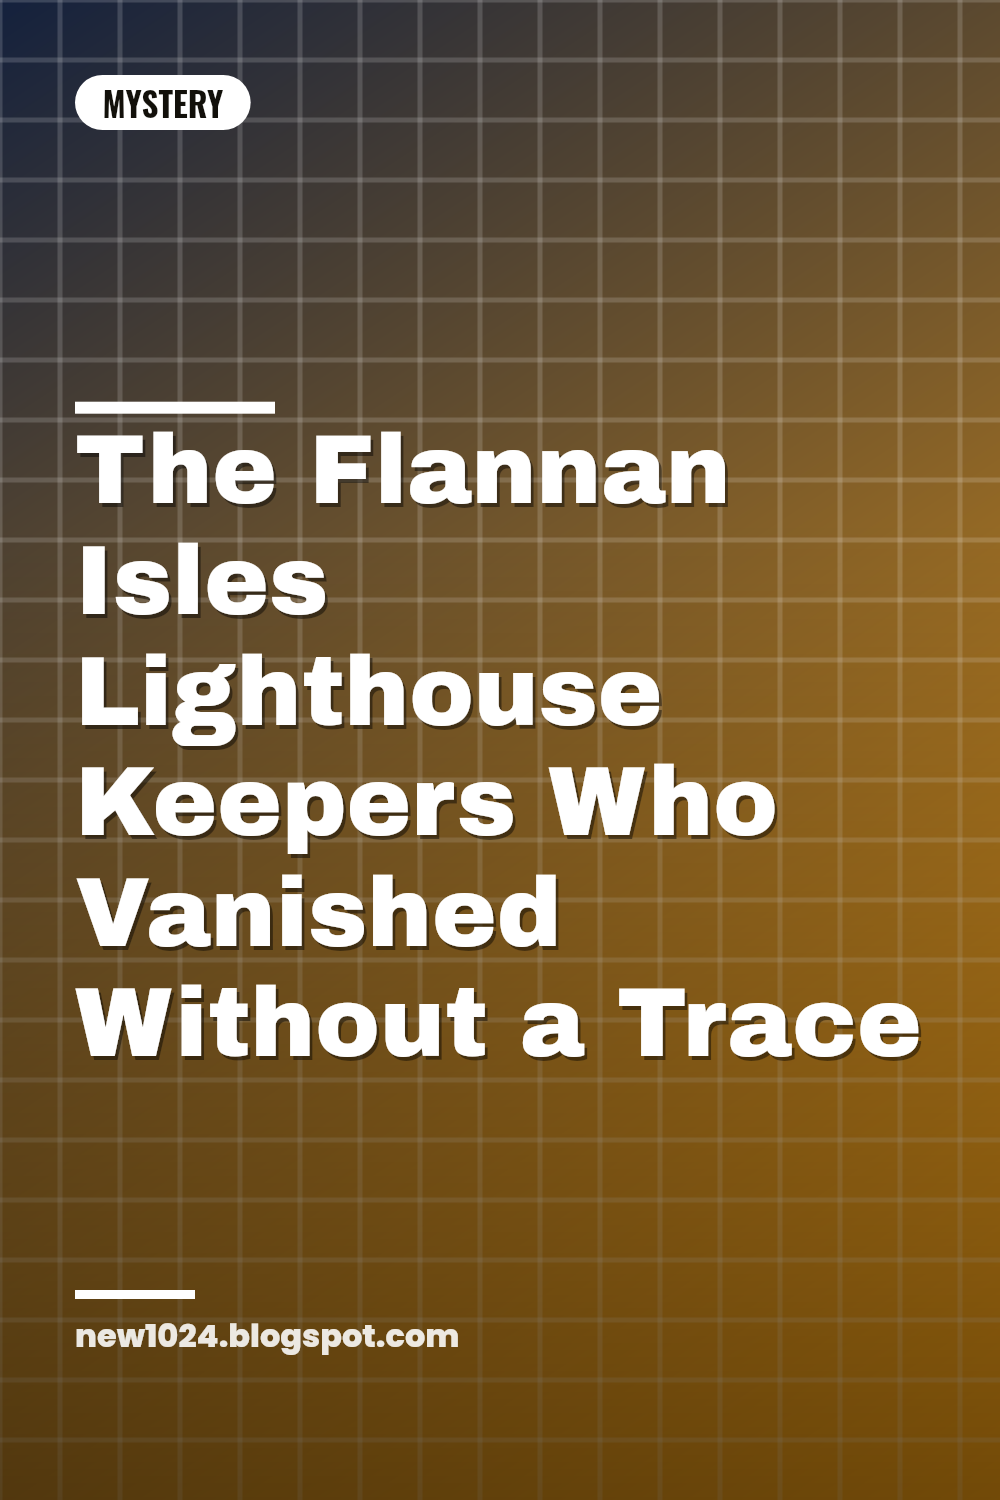 MYSTERY
The Flannan
Isles
Lighthouse
Keepers Who
Vanished
Without a Trace
new1024.blogspot.com